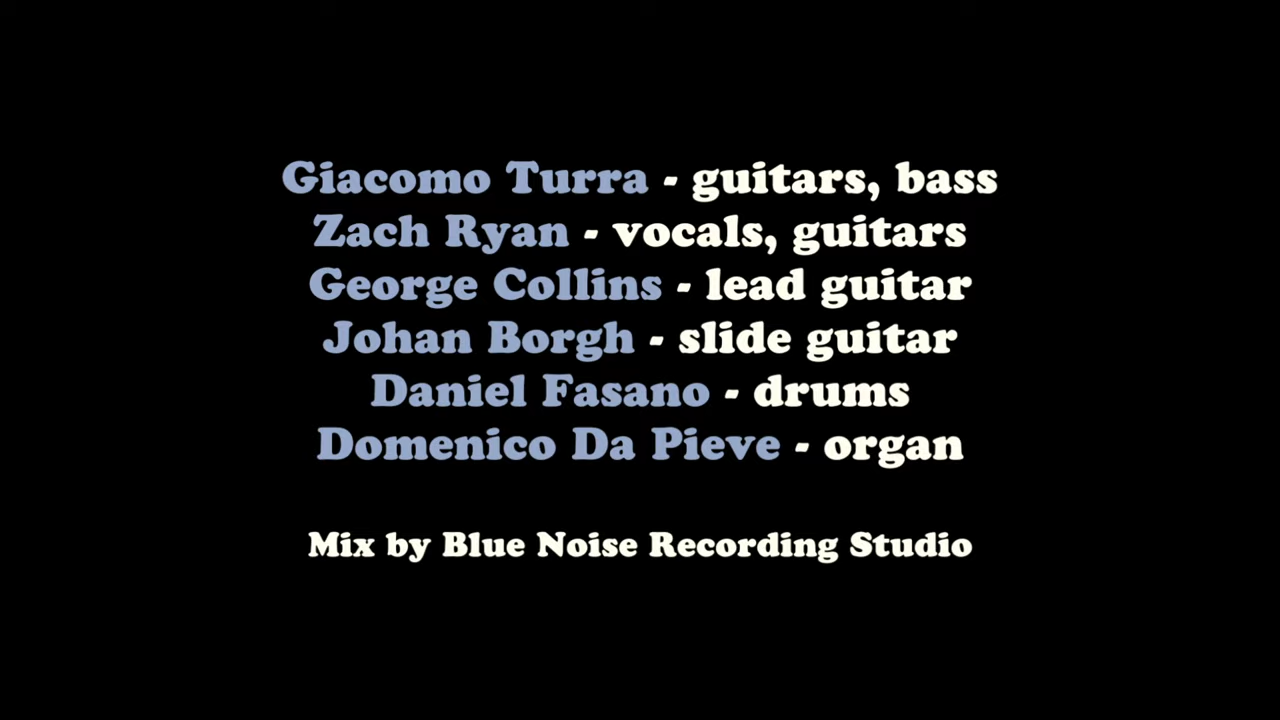 Giacomo Turra - guitars, bass
Zach Ryan - vocals, guitars
George Collins - lead guitar
Johan Borgh - slide guitar
Daniel Fasano - drums
Domenico Da Pieve - organ
Mix by Blue Noise Recording Studio